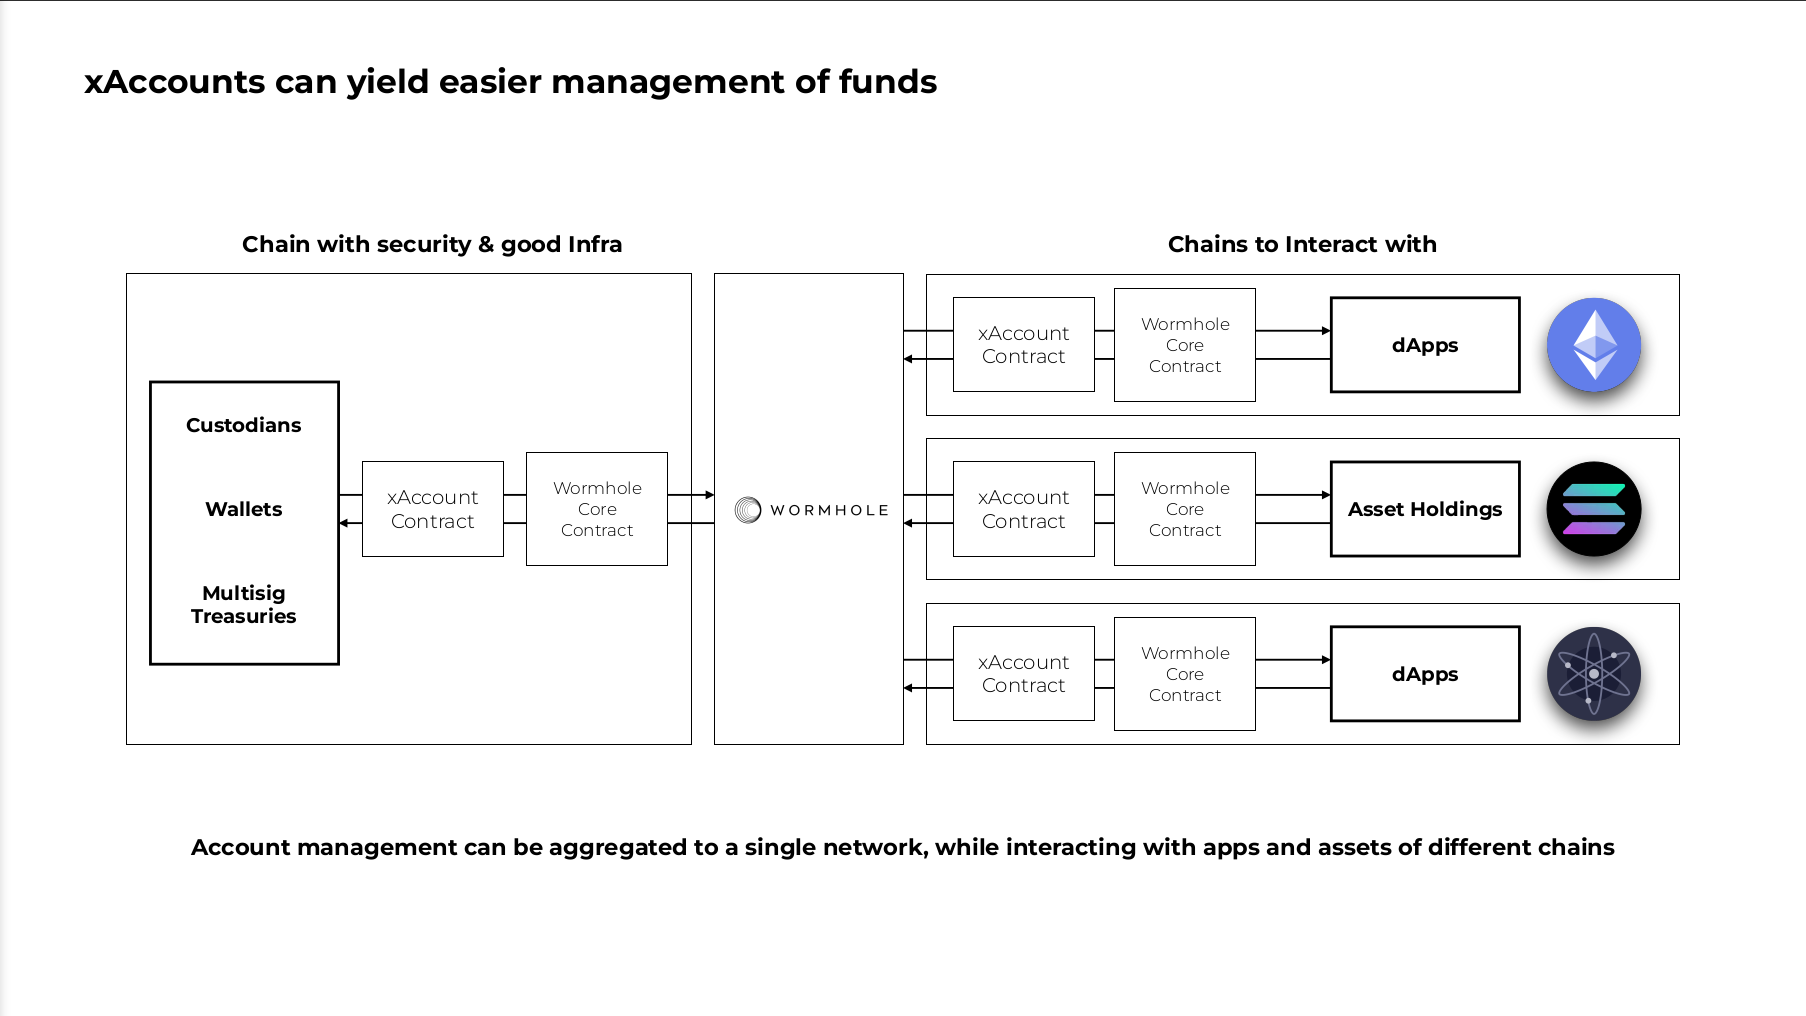 xAccounts can yield easier management of funds
Chain with security & good Infra
Chains to Interact with
Custodians
Wallets
Multisig
Treasuries
xAccount
Contract
Wormhole
Core
Contract
WORMHOLE
xAccount
Contract
Wormhole
Core
Contract
dApps
xAccount
Contract
Wormhole
Core
Contract
Asset Holdings
xAccount
Contract
Wormhole
Core
Contract
dApps
Account management can be aggregated to a single network, while interacting with apps and assets of different chains